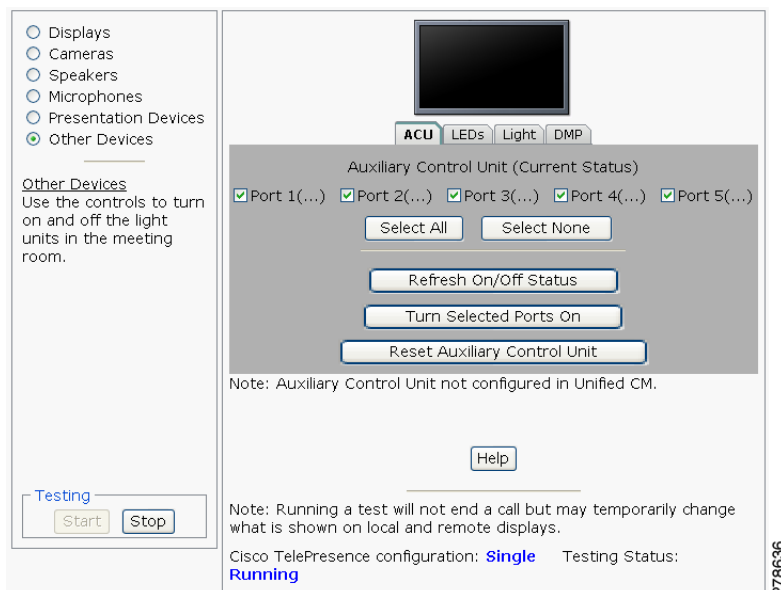 Displays
Cameras
Speakers
Microphones
Presentation Devices
Other Devices
Other Devices
Use the controls to turn
on and off the light
units in the meeting
room.
Testing
Start Stop
ACU LEDs Light DMP
Auxiliary Control Unit (Current Status)
Port 1(...) Port 2(...) Port 3(...) Port 4(...) Port 5(...)
Select All Select None
Refresh On/Off Status
Turn Selected Ports On
Reset Auxiliary Control Unit
Note: Auxiliary Control Unit not configured in Unified CM.
Help
Note: Running a test will not end a call but may temporarily change
what is shown on local and remote displays.
Cisco TelePresence configuration: Single Testing Status:
Running
278636